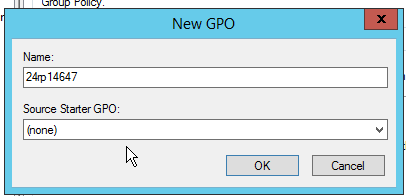 Group Policy.
New GPO
x
Name:
24rp14647
Source Starter GPO:
(none)
OK
Cancel